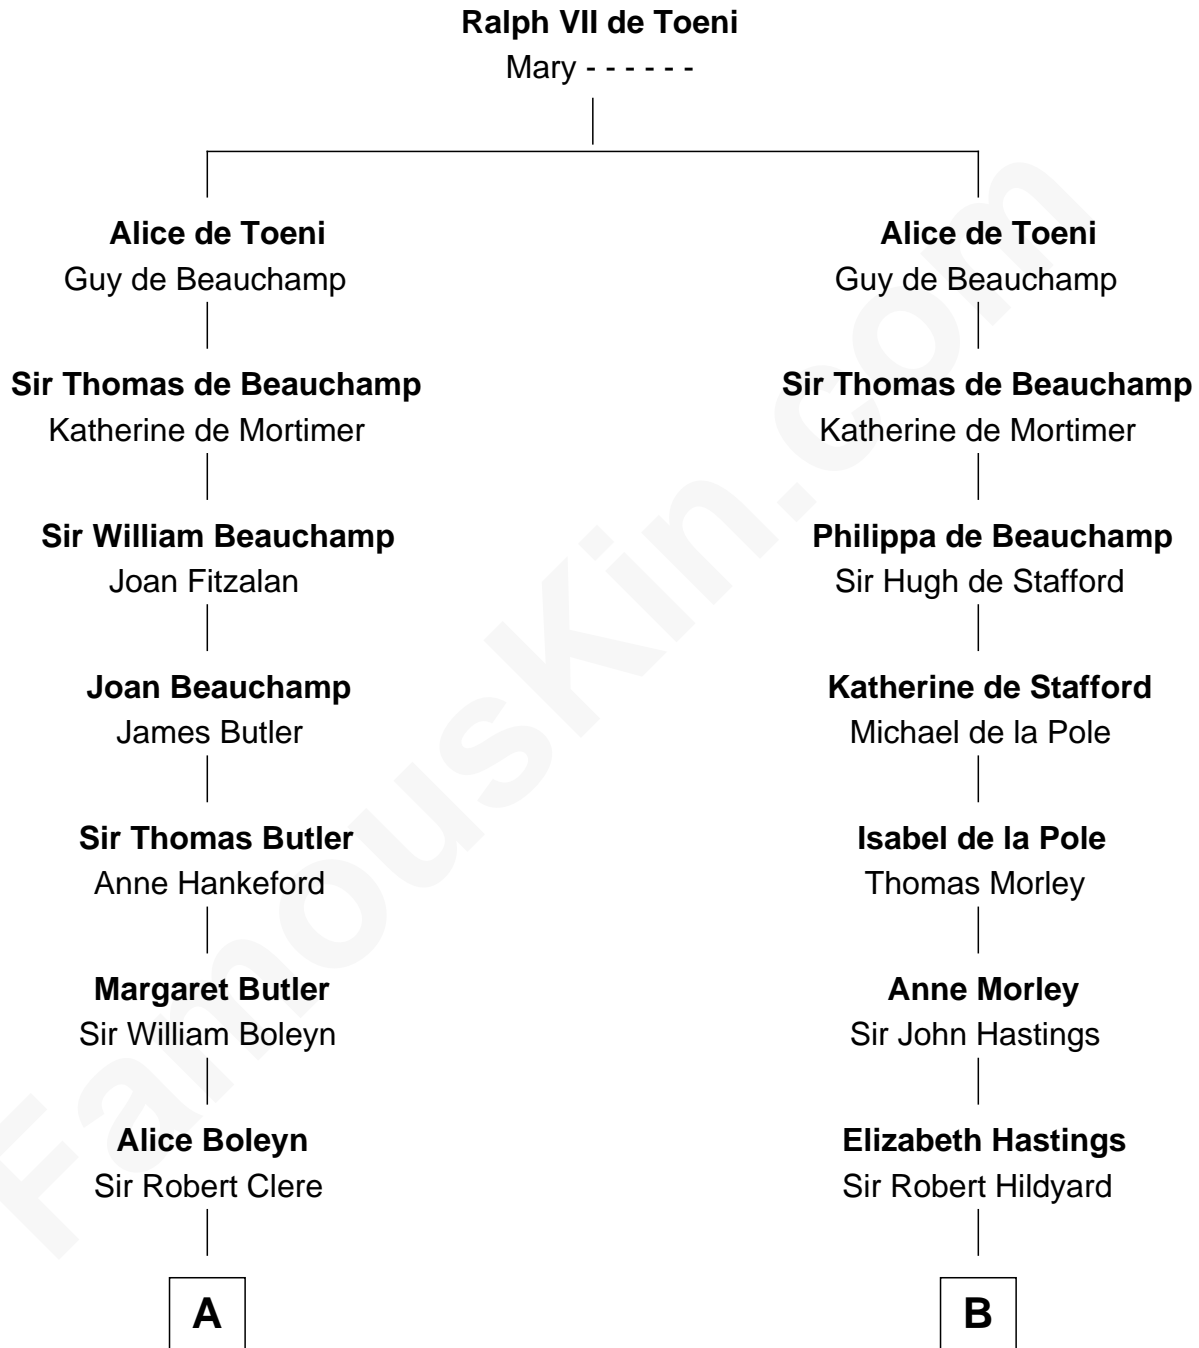 Ralph VII de Toeni
Mary - - - - - -
Alice de Toeni
Guy de Beauchamp
Sir Thomas de Beauchamp
Katherine de Mortimer
Sir William Beauchamp
Joan Fitzalan
Joan Beauchamp
James Butler
Sir Thomas Butler
Anne Hankeford
Margaret Butler
Sir William Boleyn
Alice Boleyn
Sir Robert Clere
A
Alice de Toeni
Guy de Beauchamp
Sir Thomas de Beauchamp
Katherine de Mortimer
Philippa de Beauchamp
Sir Hugh de Stafford
Katherine de Stafford
Michael de la Pole
Isabel de la Pole
Thomas Morley
Anne Morley
Sir John Hastings
Elizabeth Hastings
Sir Robert Hildyard
B
FamousKin.com